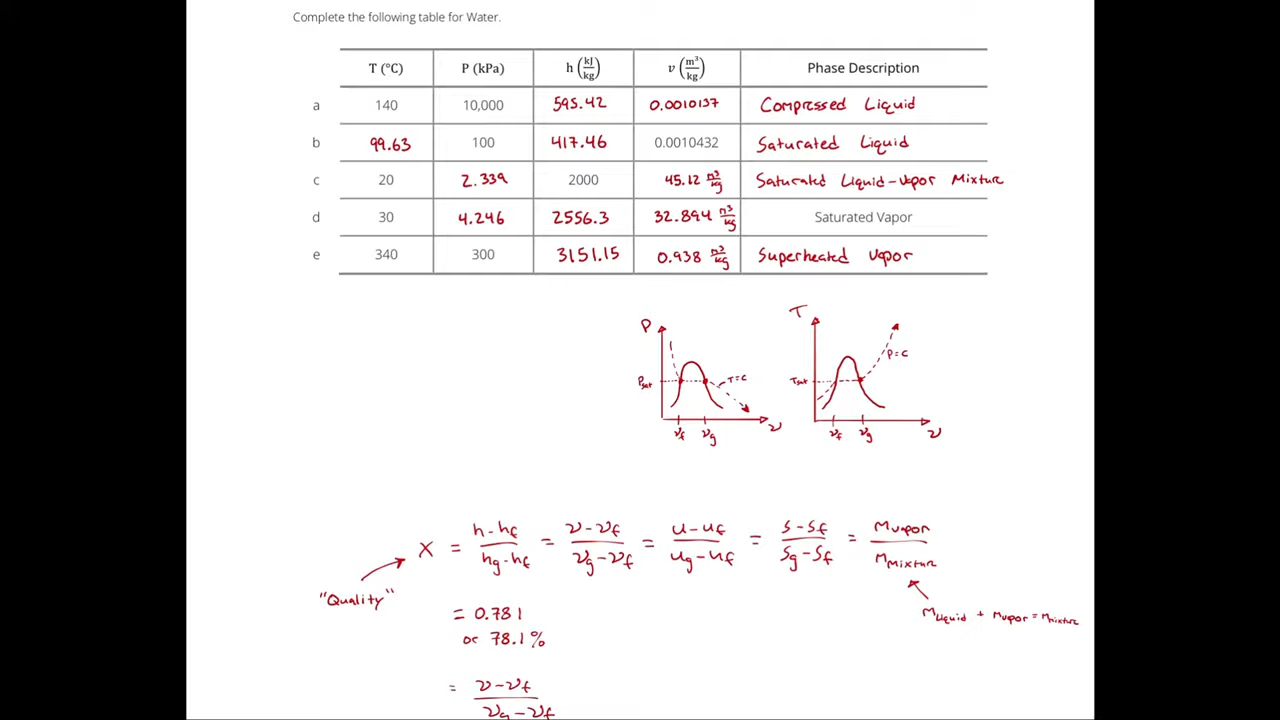 Complete the following table for Water.
T (°C) P (kPa) h (kJ/kg) v (m³/kg) Phase Description
a 140 10,000 595.42 0.0010137 Compressed Liquid
b 99.63 100 417.46 0.0010432 Saturated Liquid
c 20 2.339 2000 45.12 m³/kg Saturated Liquid-Vapor Mixture
d 30 4.246 2556.3 32.894 m³/kg Saturated Vapor
e 340 300 3151.15 0.938 m³/kg Superheated Vapor
P Psat T=c vf vg v
T Tsat P=c vf vg v
x = (h-hf)/(hg-hf) = (v-vf)/(vg-vf) = (u-uf)/(ug-uf) = (s-sf)/(sg-sf) = Mvapor/Mmixture
"Quality"
= 0.781
or 78.1%
MLiquid + Mvapor = Mmixture
= (v-vf)/(vg-vf)